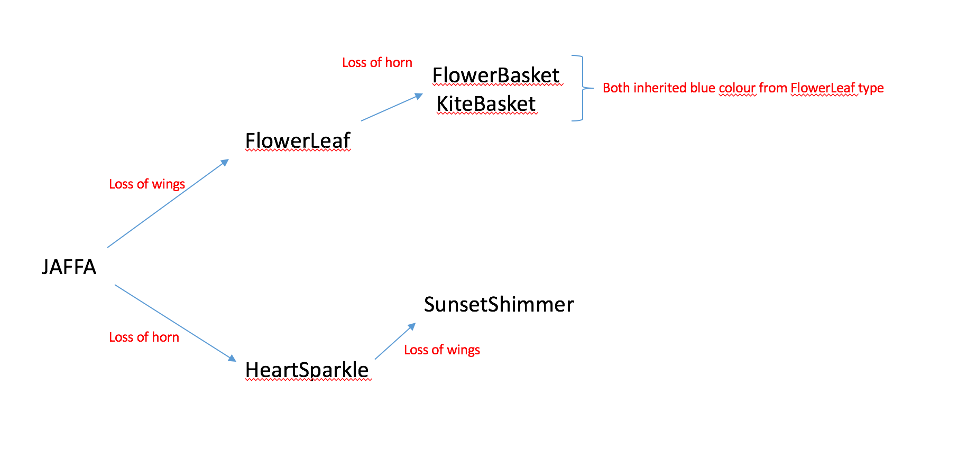 Loss of horn
FlowerBasket
KiteBasket
Both inherited blue colour from FlowerLeaf type
FlowerLeaf
Loss of wings
JAFFA
SunsetShimmer
Loss of horn
Loss of wings
HeartSparkle